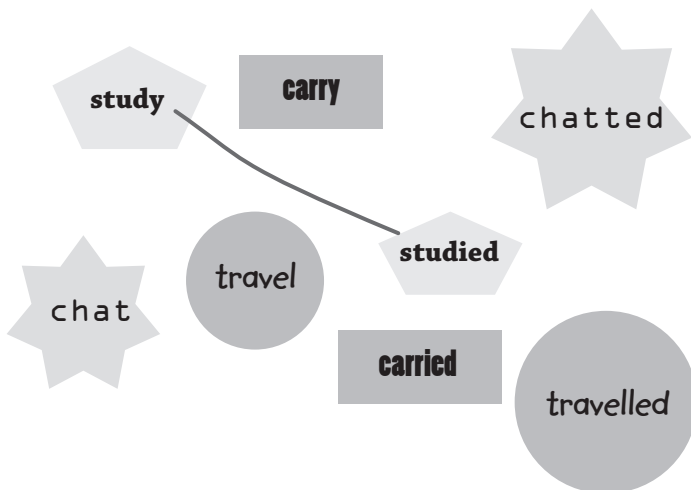 study
carry
chatted
studied
travel
chat
carried
travelled